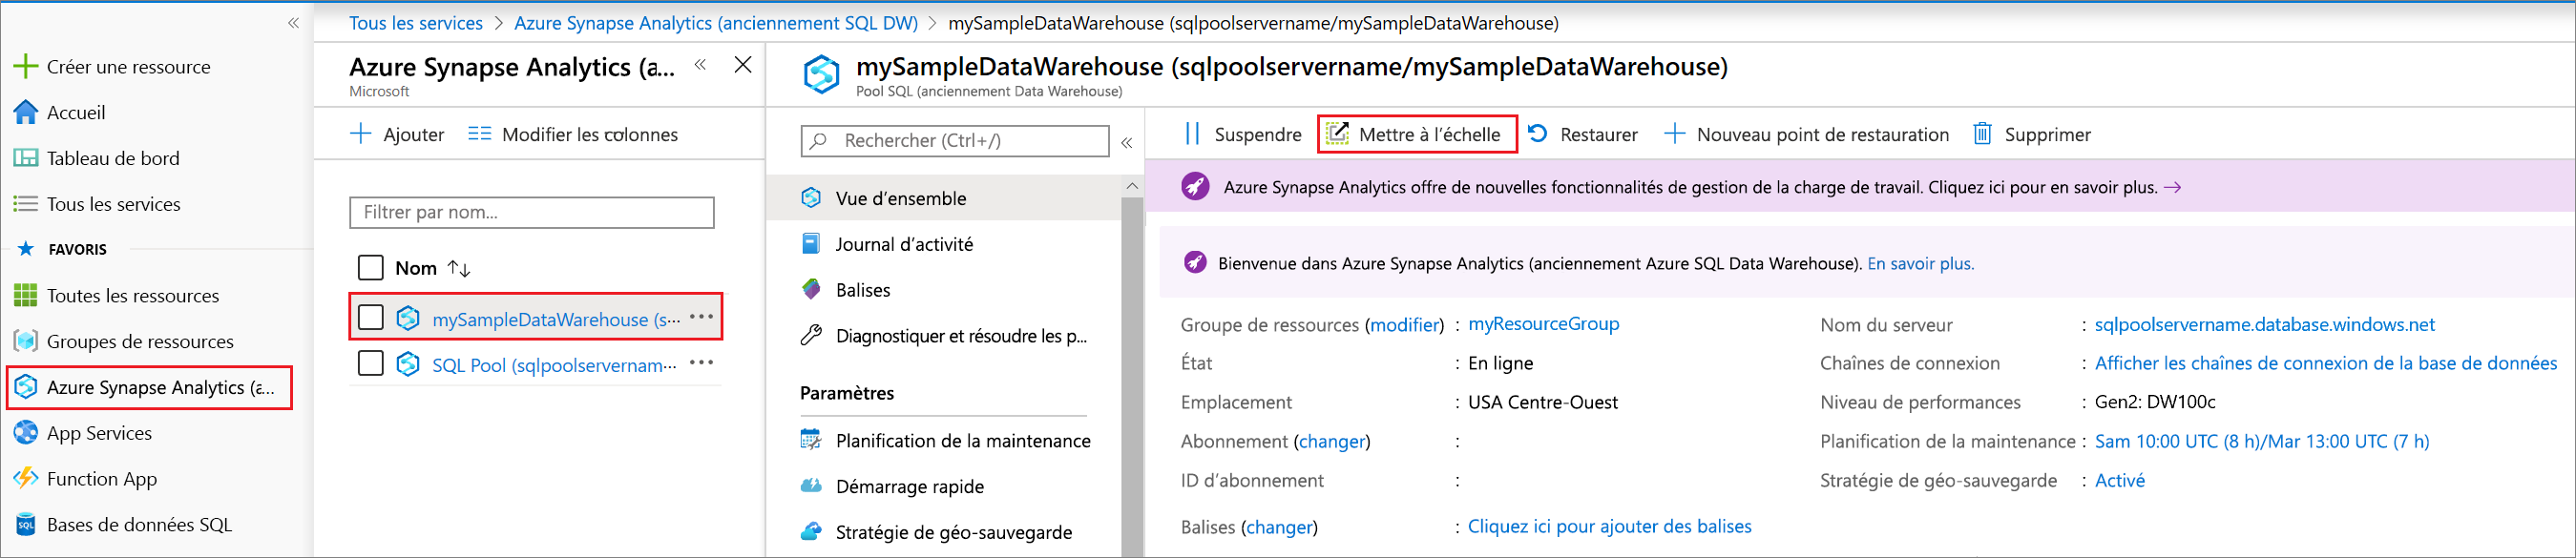 Tous les services > Azure Synapse Analytics (anciennement SQL DW) > mySampleDataWarehouse (sqlpoolservername/mySampleDataWarehouse)
Créer une ressource
Accueil
Tableau de bord
Tous les services
FAVORIS
Toutes les ressources
Groupes de ressources
Azure Synapse Analytics (a...
App Services
Function App
Bases de données SQL
Azure Synapse Analytics (a...
Microsoft
Ajouter
Modifier les colonnes
Filtrer par nom...
Nom
mySampleDataWarehouse (s...
SQL Pool (sqlpoolservernam...
mySampleDataWarehouse (sqlpoolservername/mySampleDataWarehouse)
Pool SQL (anciennement Data Warehouse)
Rechercher (Ctrl+/)
Vue d’ensemble
Journal d’activité
Balises
Diagnostiquer et résoudre les p...
Paramètres
Planification de la maintenance
Démarrage rapide
Stratégie de géo-sauvegarde
Suspendre
Mettre à l’échelle
Restaurer
Nouveau point de restauration
Supprimer
Azure Synapse Analytics offre de nouvelles fonctionnalités de gestion de la charge de travail. Cliquez ici pour en savoir plus. →
Bienvenue dans Azure Synapse Analytics (anciennement Azure SQL Data Warehouse). En savoir plus.
Groupe de ressources (modifier) : myResourceGroup
État : En ligne
Emplacement : USA Centre-Ouest
Abonnement (changer) :
ID d’abonnement :
Balises (changer) : Cliquez ici pour ajouter des balises
Nom du serveur : sqlpoolservername.database.windows.net
Chaînes de connexion : Afficher les chaînes de connexion de la base de données
Niveau de performances : Gen2: DW100c
Planification de la maintenance : Sam 10:00 UTC (8 h)/Mar 13:00 UTC (7 h)
Stratégie de géo-sauvegarde : Activé